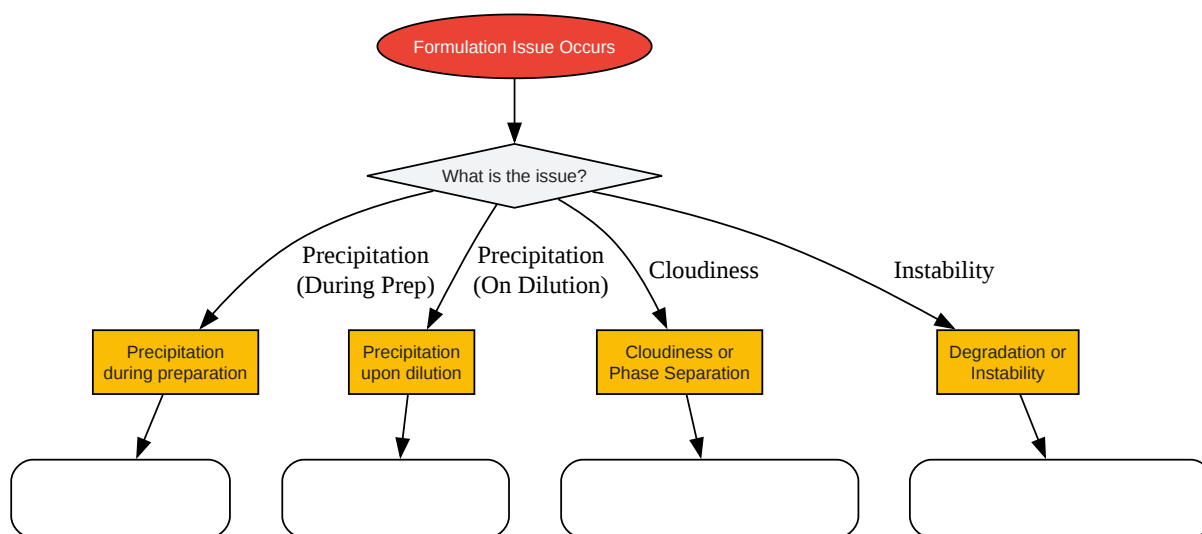 Formulation Issue Occurs
What is the issue?
Precipitation
(During Prep)
Precipitation
(On Dilution)
Cloudiness
Instability
Precipitation
during preparation
Precipitation
upon dilution
Cloudiness or
Phase Separation
Degradation or
Instability